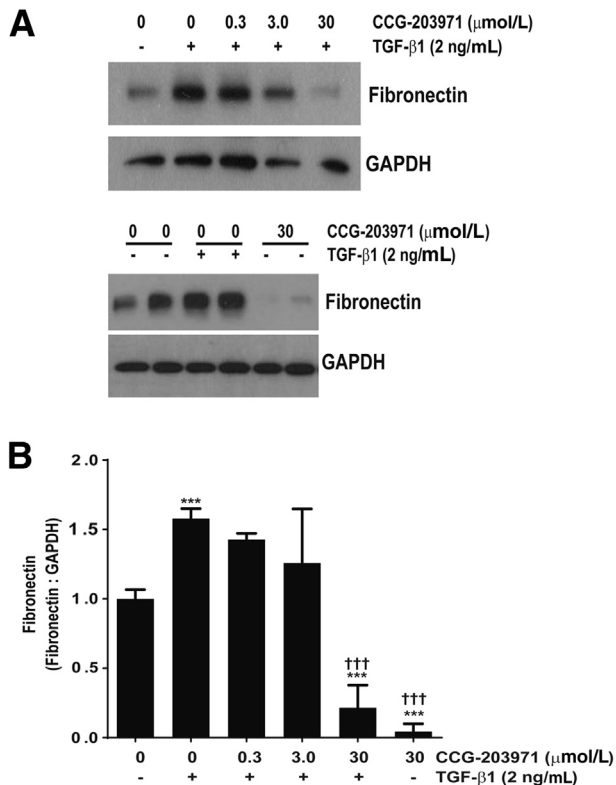 A
0 0 0.3 3.0 30 CCG-203971 (μmol/L)
- + + + + TGF-β1 (2 ng/mL)
Fibronectin
GAPDH
0 0 0 0 30 CCG-203971 (μmol/L)
- - + + - - TGF-β1 (2 ng/mL)
Fibronectin
GAPDH
B
Fibronectin
(Fibronectin : GAPDH)
2.0
1.5
1.0
0.5
0.0
***
†††
***
†††
***
0 0 0.3 3.0 30 30 CCG-203971 (μmol/L)
- + + + + - TGF-β1 (2 ng/mL)